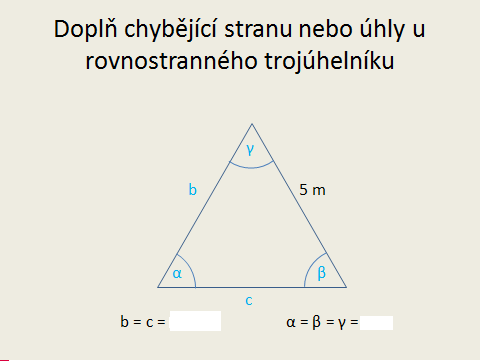 Doplň chybějící stranu nebo úhly u
rovnostranného trojúhelníku
γ
b
5 m
α
β
c
b = c =
α = β = γ =